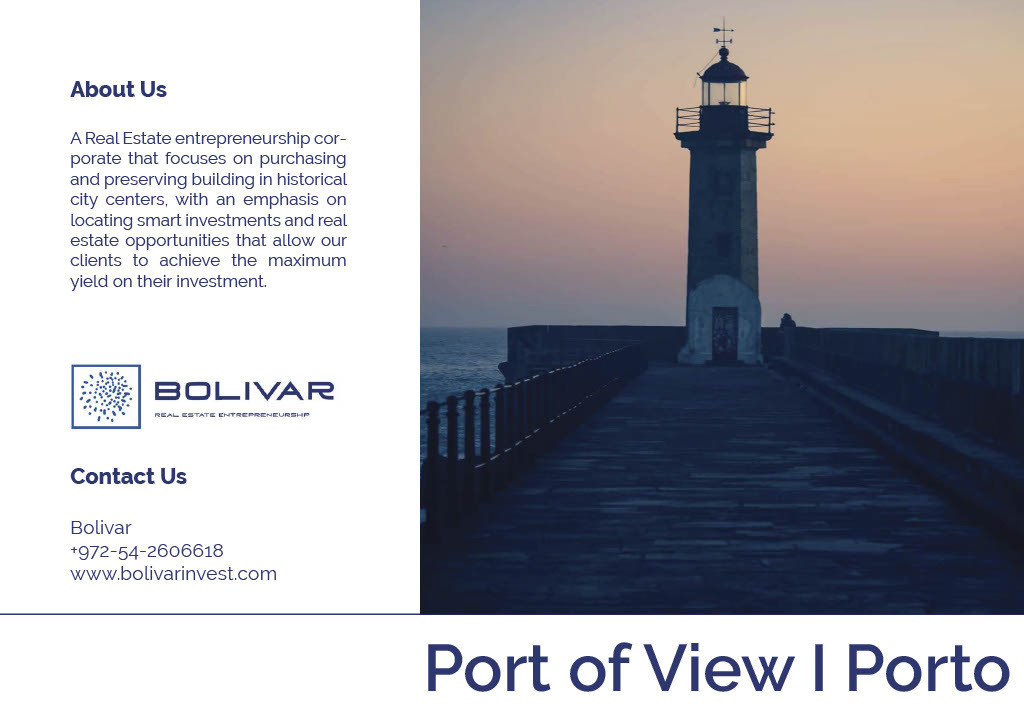 About Us
A Real Estate entrepreneurship cor-
porate that focuses on purchasing
and preserving building in historical
city centers, with an emphasis on
locating smart investments and real
estate opportunities that allow our
clients to achieve the maximum
yield on their investment.
BOLIVAR
REAL ESTATE ENTREPRENEURSHIP
Contact Us
Bolivar
+972-54-2606618
www.bolivarinvest.com
Port of View I Porto